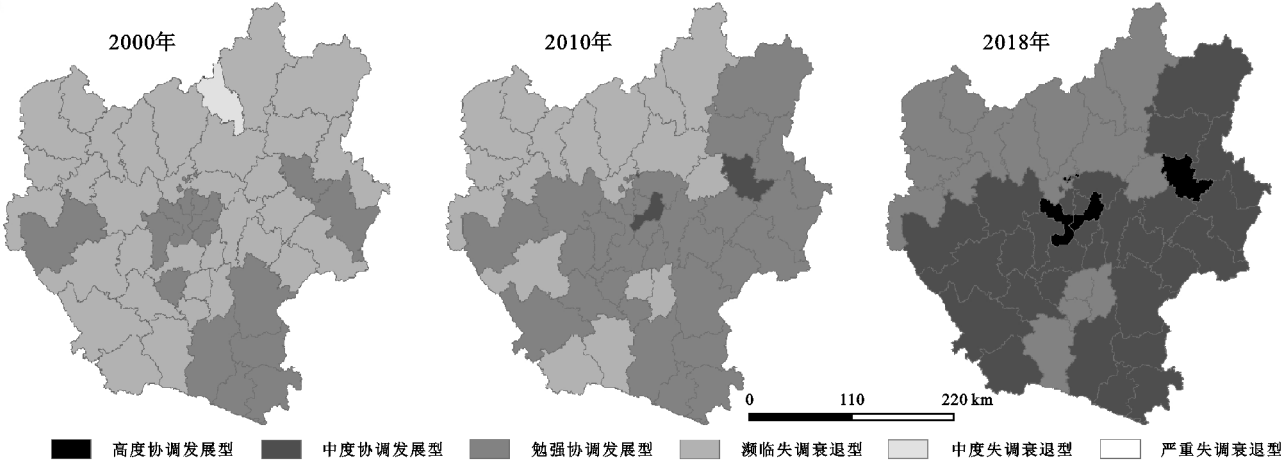 2000年
2010年
2018年
0 110 220 km
高度协调发展型 中度协调发展型 勉强协调发展型 濒临失调衰退型 中度失调衰退型 严重失调衰退型